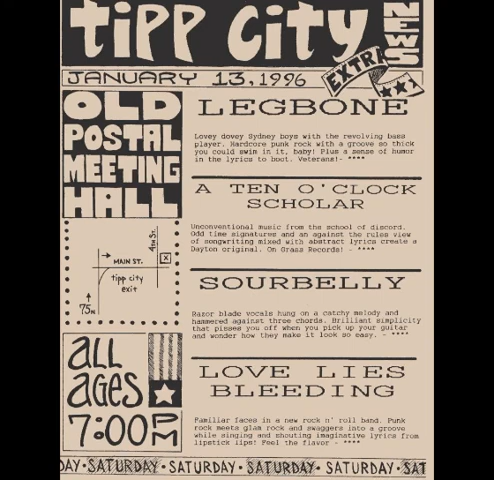 tipp city NEWS
EXTRA
JANUARY 13, 1996
OLD
POSTAL
MEETING
HALL
MAIN ST.
4TH St.
X
tipp city
exit
75N
all
ages
7:00 PM
LEGBONE
Lovey dovey Sydney boys with the revolving bass
player. Hardcore punk rock with a groove so thick
you could swim in it, baby! Plus a sense of humor
in the lyrics to boot. Veterans!- ****
A TEN O'CLOCK
SCHOLAR
Unconventional music from the school of discord.
Odd time signatures and an against the rules view
of songwriting mixed with abstract lyrics create a
Dayton original. On Grass Records! - ****
SOURBELLY
Razor blade vocals hung on a catchy melody and
hammered against three chords. Brilliant simplicity
that pisses you off when you pick up your guitar
and wonder how they make it look so easy. - ****
LOVE LIES
BLEEDING
Familiar faces in a new rock n' roll band. Punk
rock meets glam rock and swaggers into a groove
while singing and shouting imaginative lyrics from
lipstick lips! Feel the flavor - ****
DAY • SATURDAY • SATURDAY • SATURDAY • SATURDAY • SAT